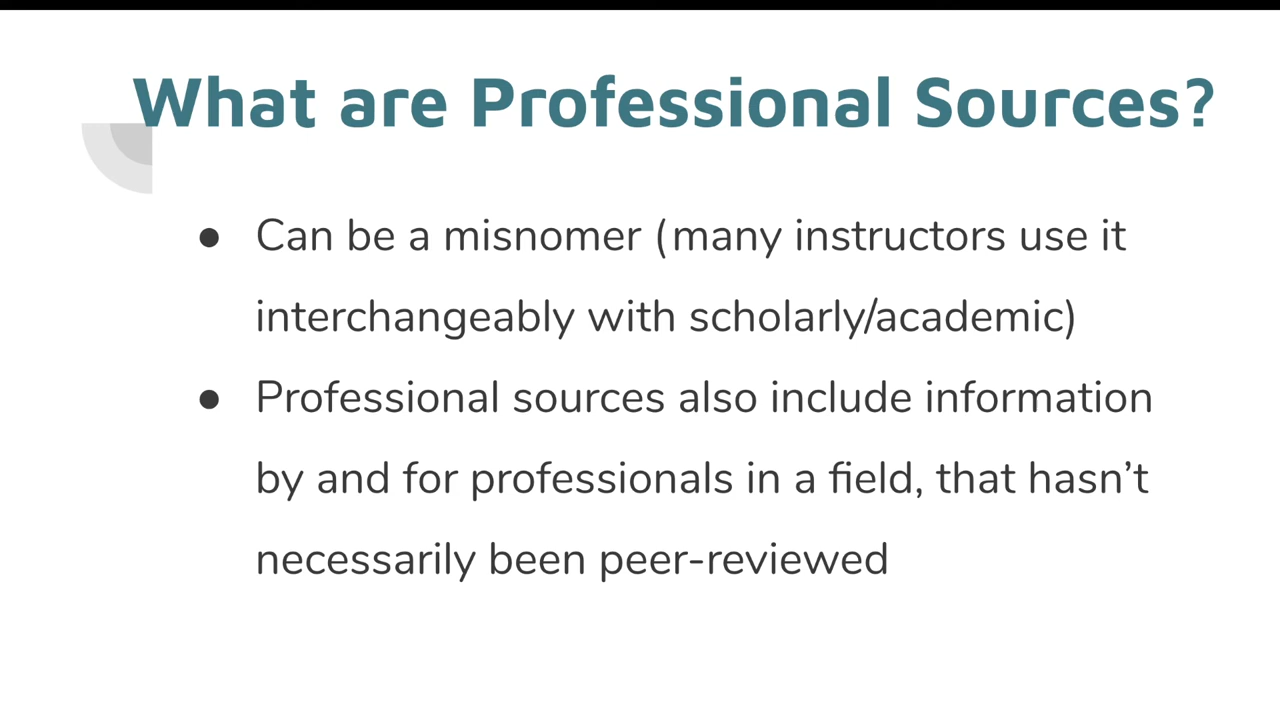 What are Professional Sources?
● Can be a misnomer (many instructors use it
interchangeably with scholarly/academic)
● Professional sources also include information
by and for professionals in a field, that hasn’t
necessarily been peer-reviewed